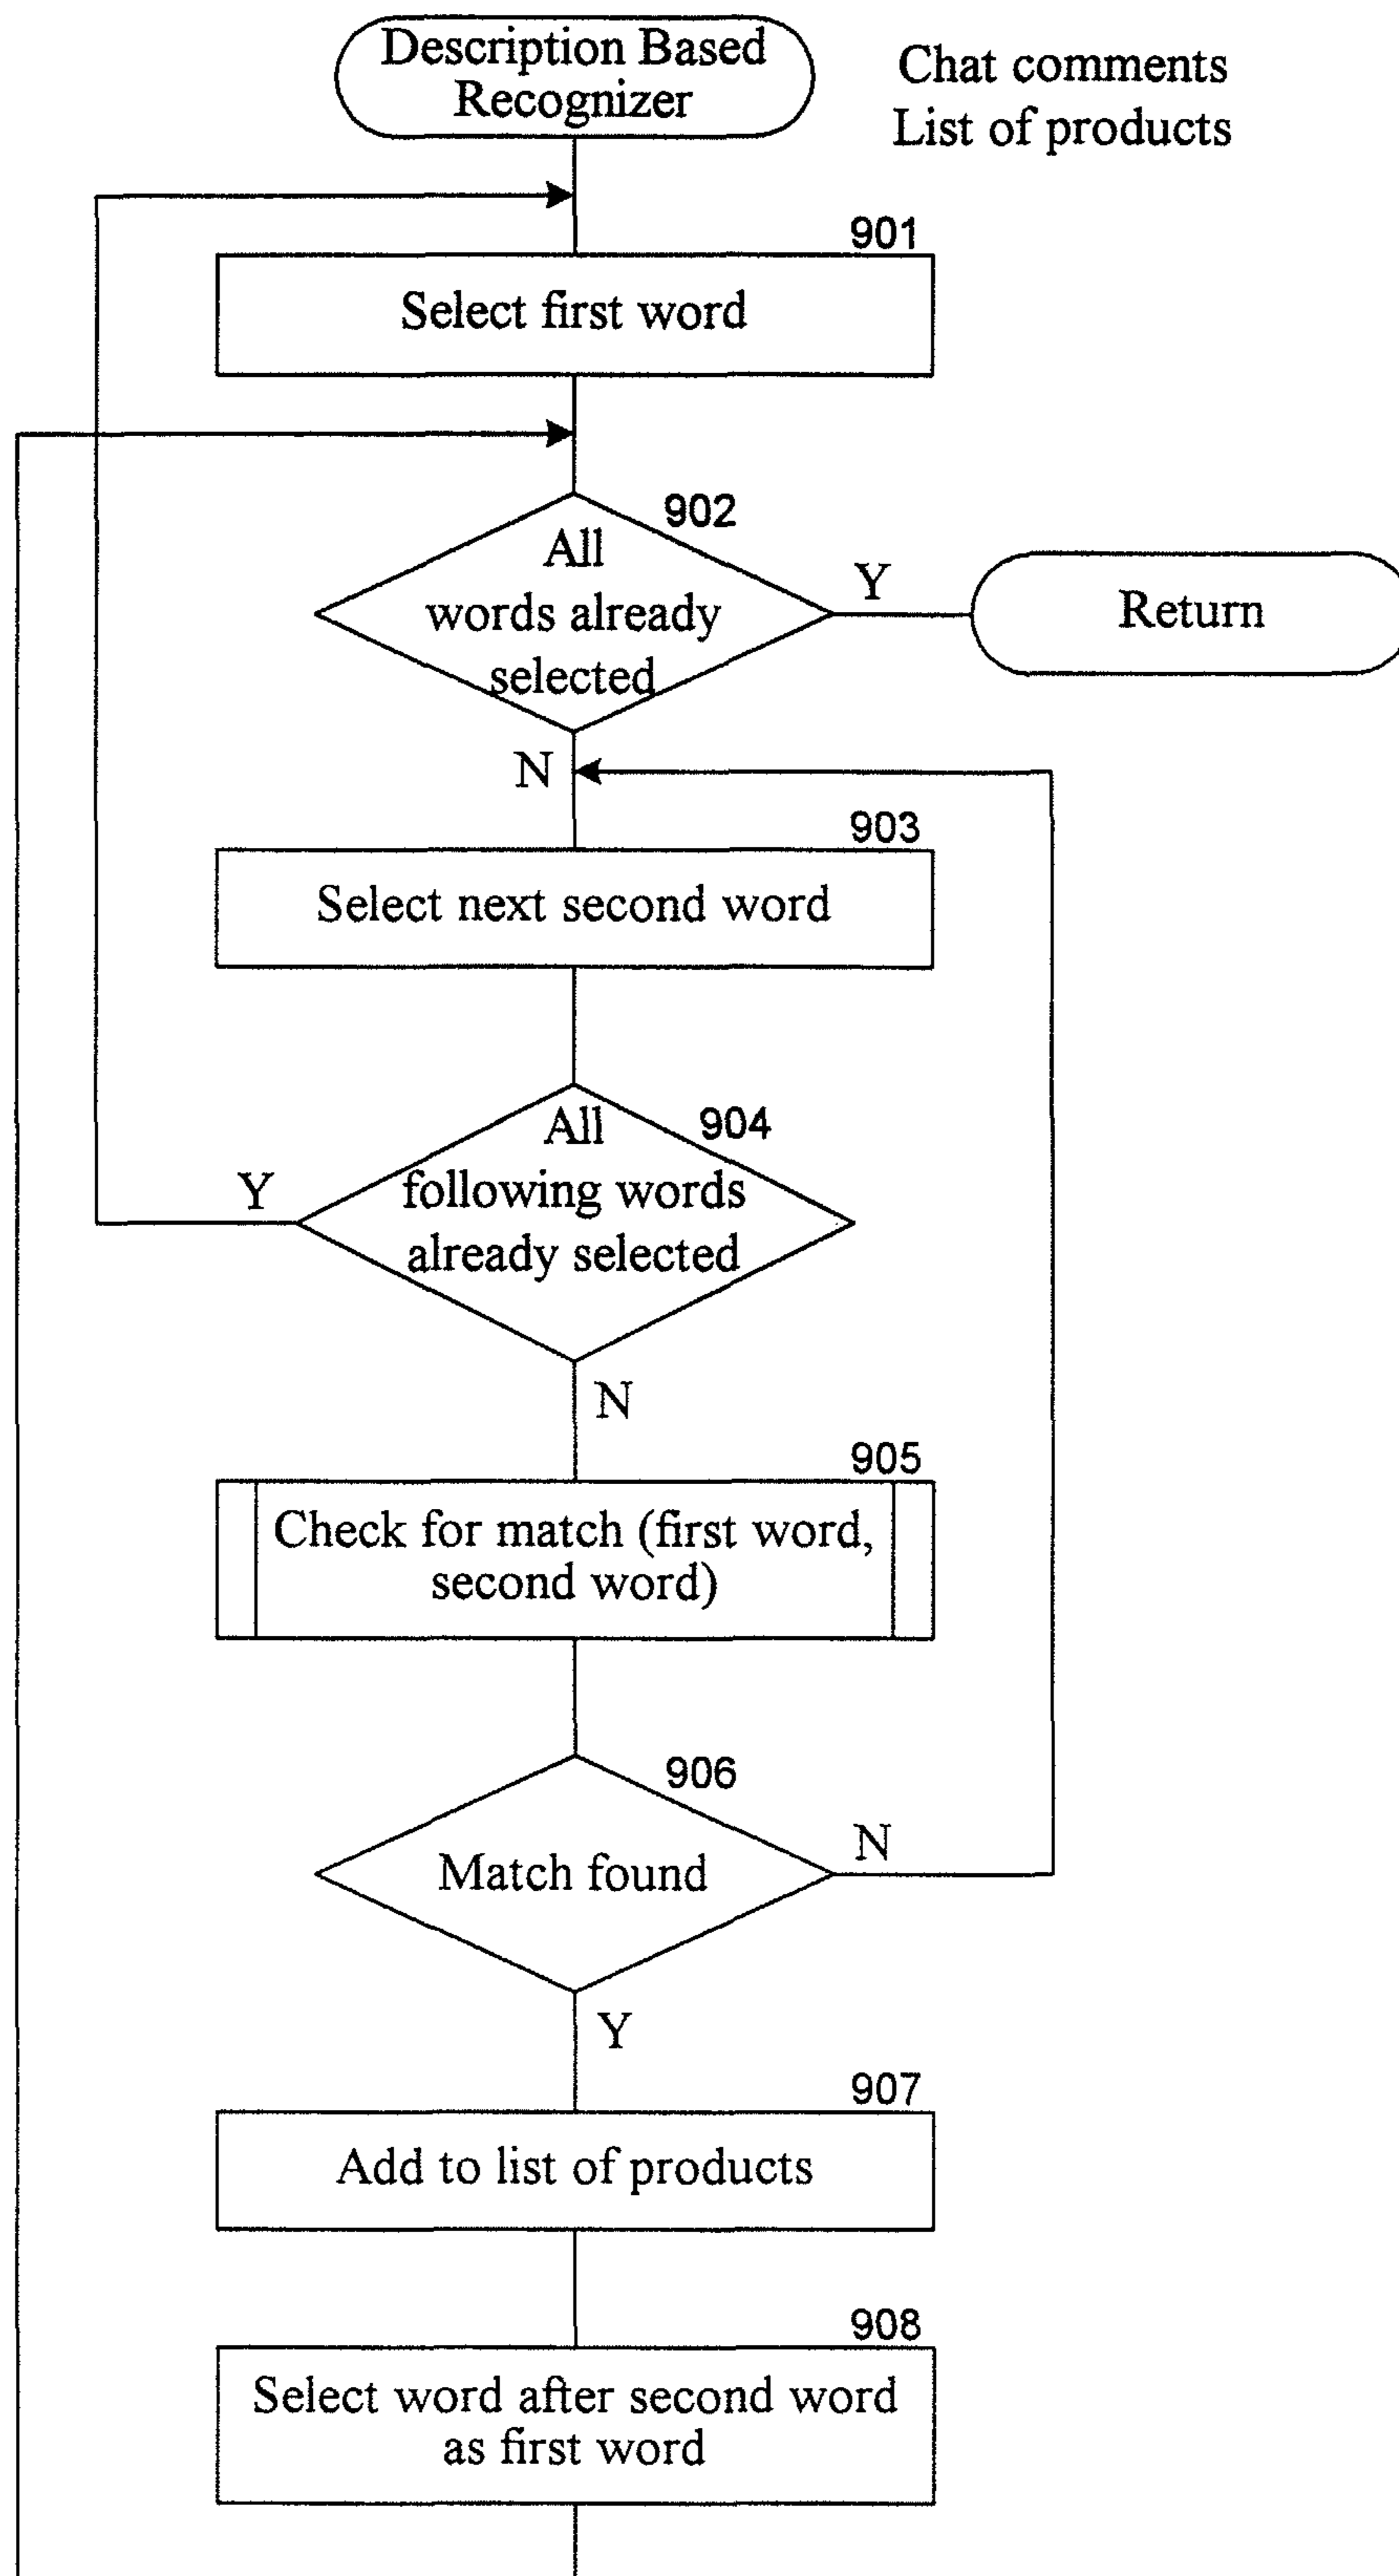 Description Based
Recognizer
Chat comments
List of products
901
Select first word
902
All
words already
selected
Y
Return
N
903
Select next second word
904
All
following words
already selected
Y
N
905
Check for match (first word,
second word)
906
Match found
N
Y
907
Add to list of products
908
Select word after second word
as first word